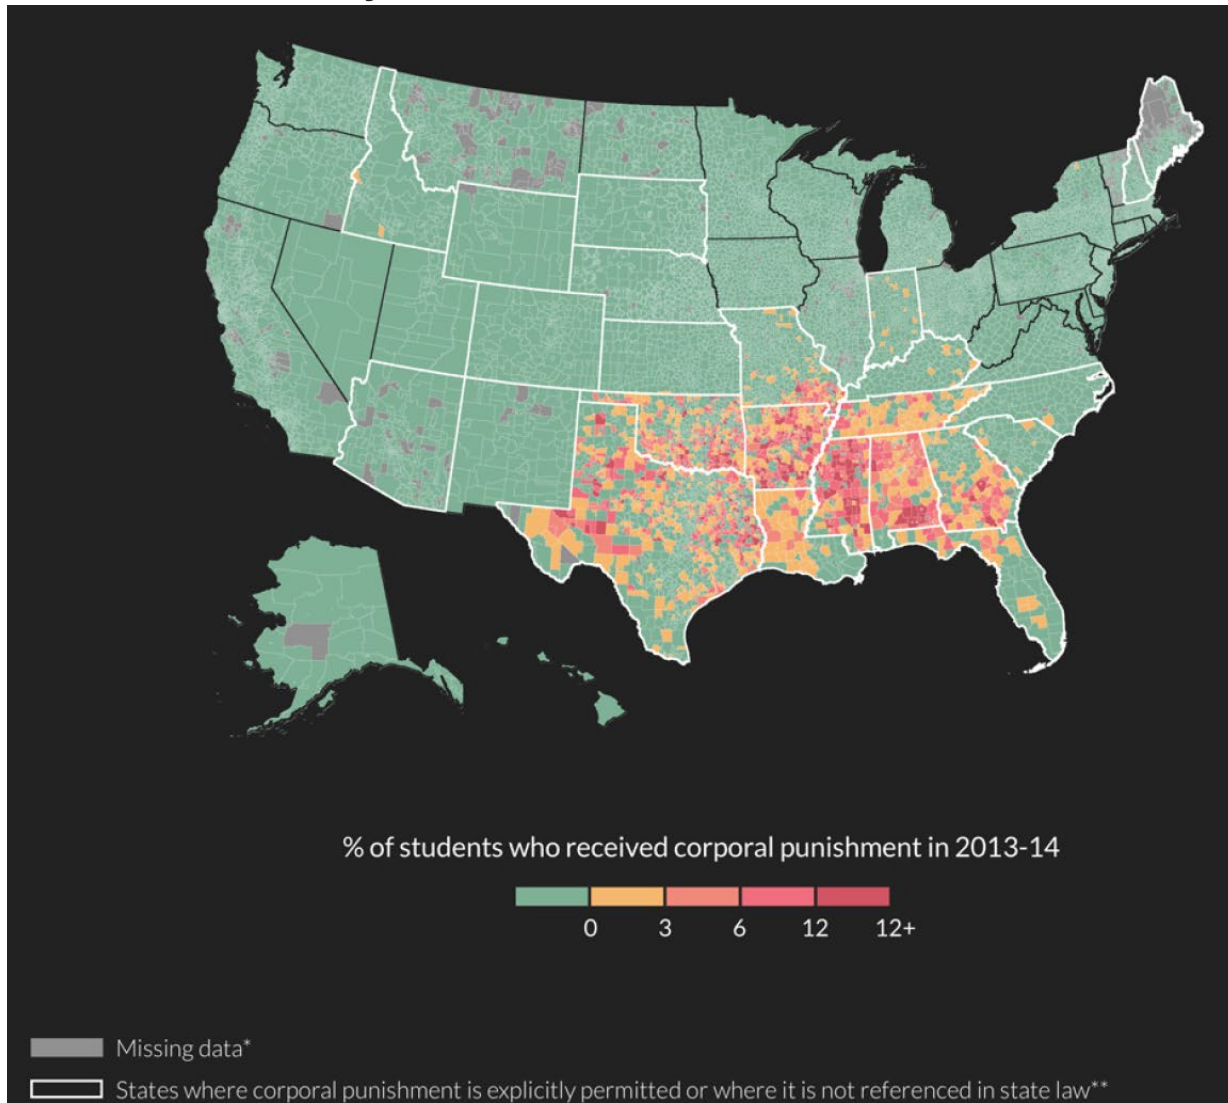 % of students who received corporal punishment in 2013-14
0 3 6 12 12+
Missing data*
States where corporal punishment is explicitly permitted or where it is not referenced in state law**